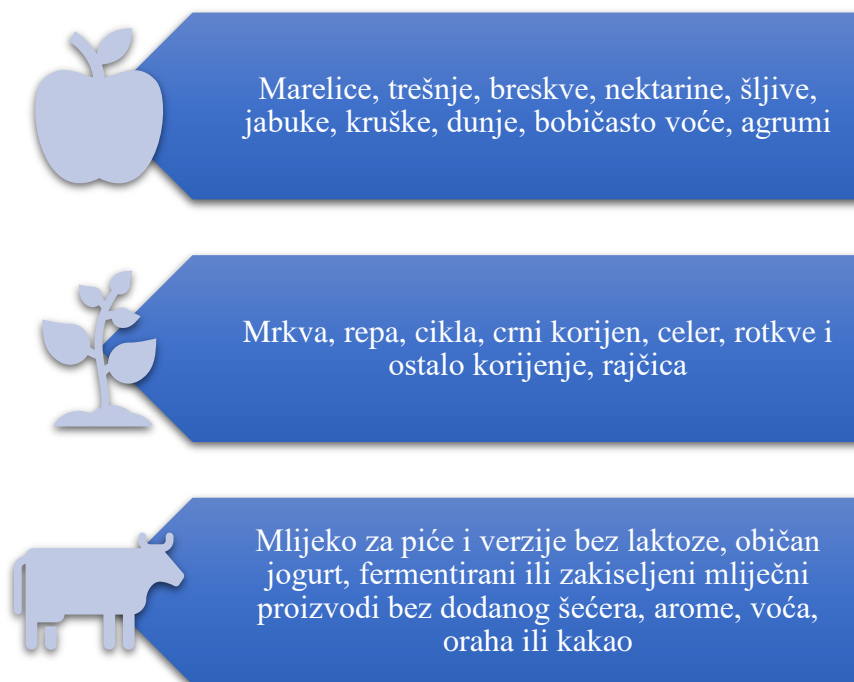 Marelice, trešnje, breskve, nektarine, šljive,
jabuke, kruške, dunje, bobičasto voće, agrumi
Mrkva, repa, cikla, crni korijen, celer, rotkve i
ostalo korijenje, rajčica
Mlijeko za piće i verzije bez laktoze, običan
jogurt, fermentirani ili zakiseljeni mliječni
proizvodi bez dodanog šećera, arome, voća,
oraha ili kakao